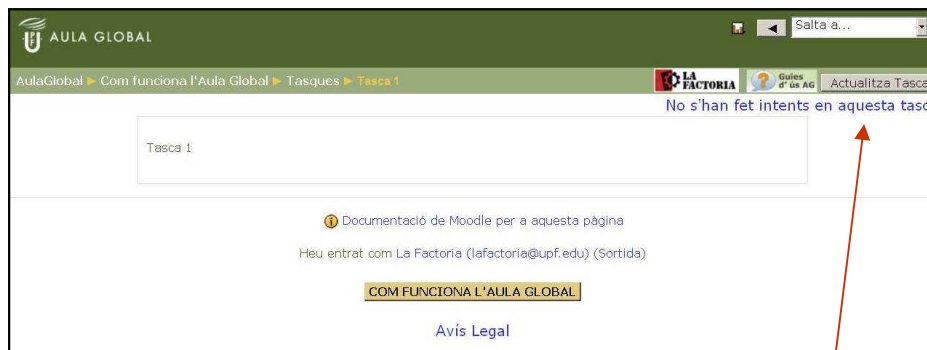 AULA GLOBAL
Salta a...
AulaGlobal ► Com funciona l'Aula Global ► Tasques ► Tasca 1
LA FACTORIA
Guies d'ús AG
Actualitza Tasca
No s'han fet intents en aquesta tasc
Tasca 1
Documentació de Moodle per a aquesta pàgina
Heu entrat com La Factoria (lafactoria@upf.edu) (Sortida)
COM FUNCIONA L'AULA GLOBAL
Avís Legal